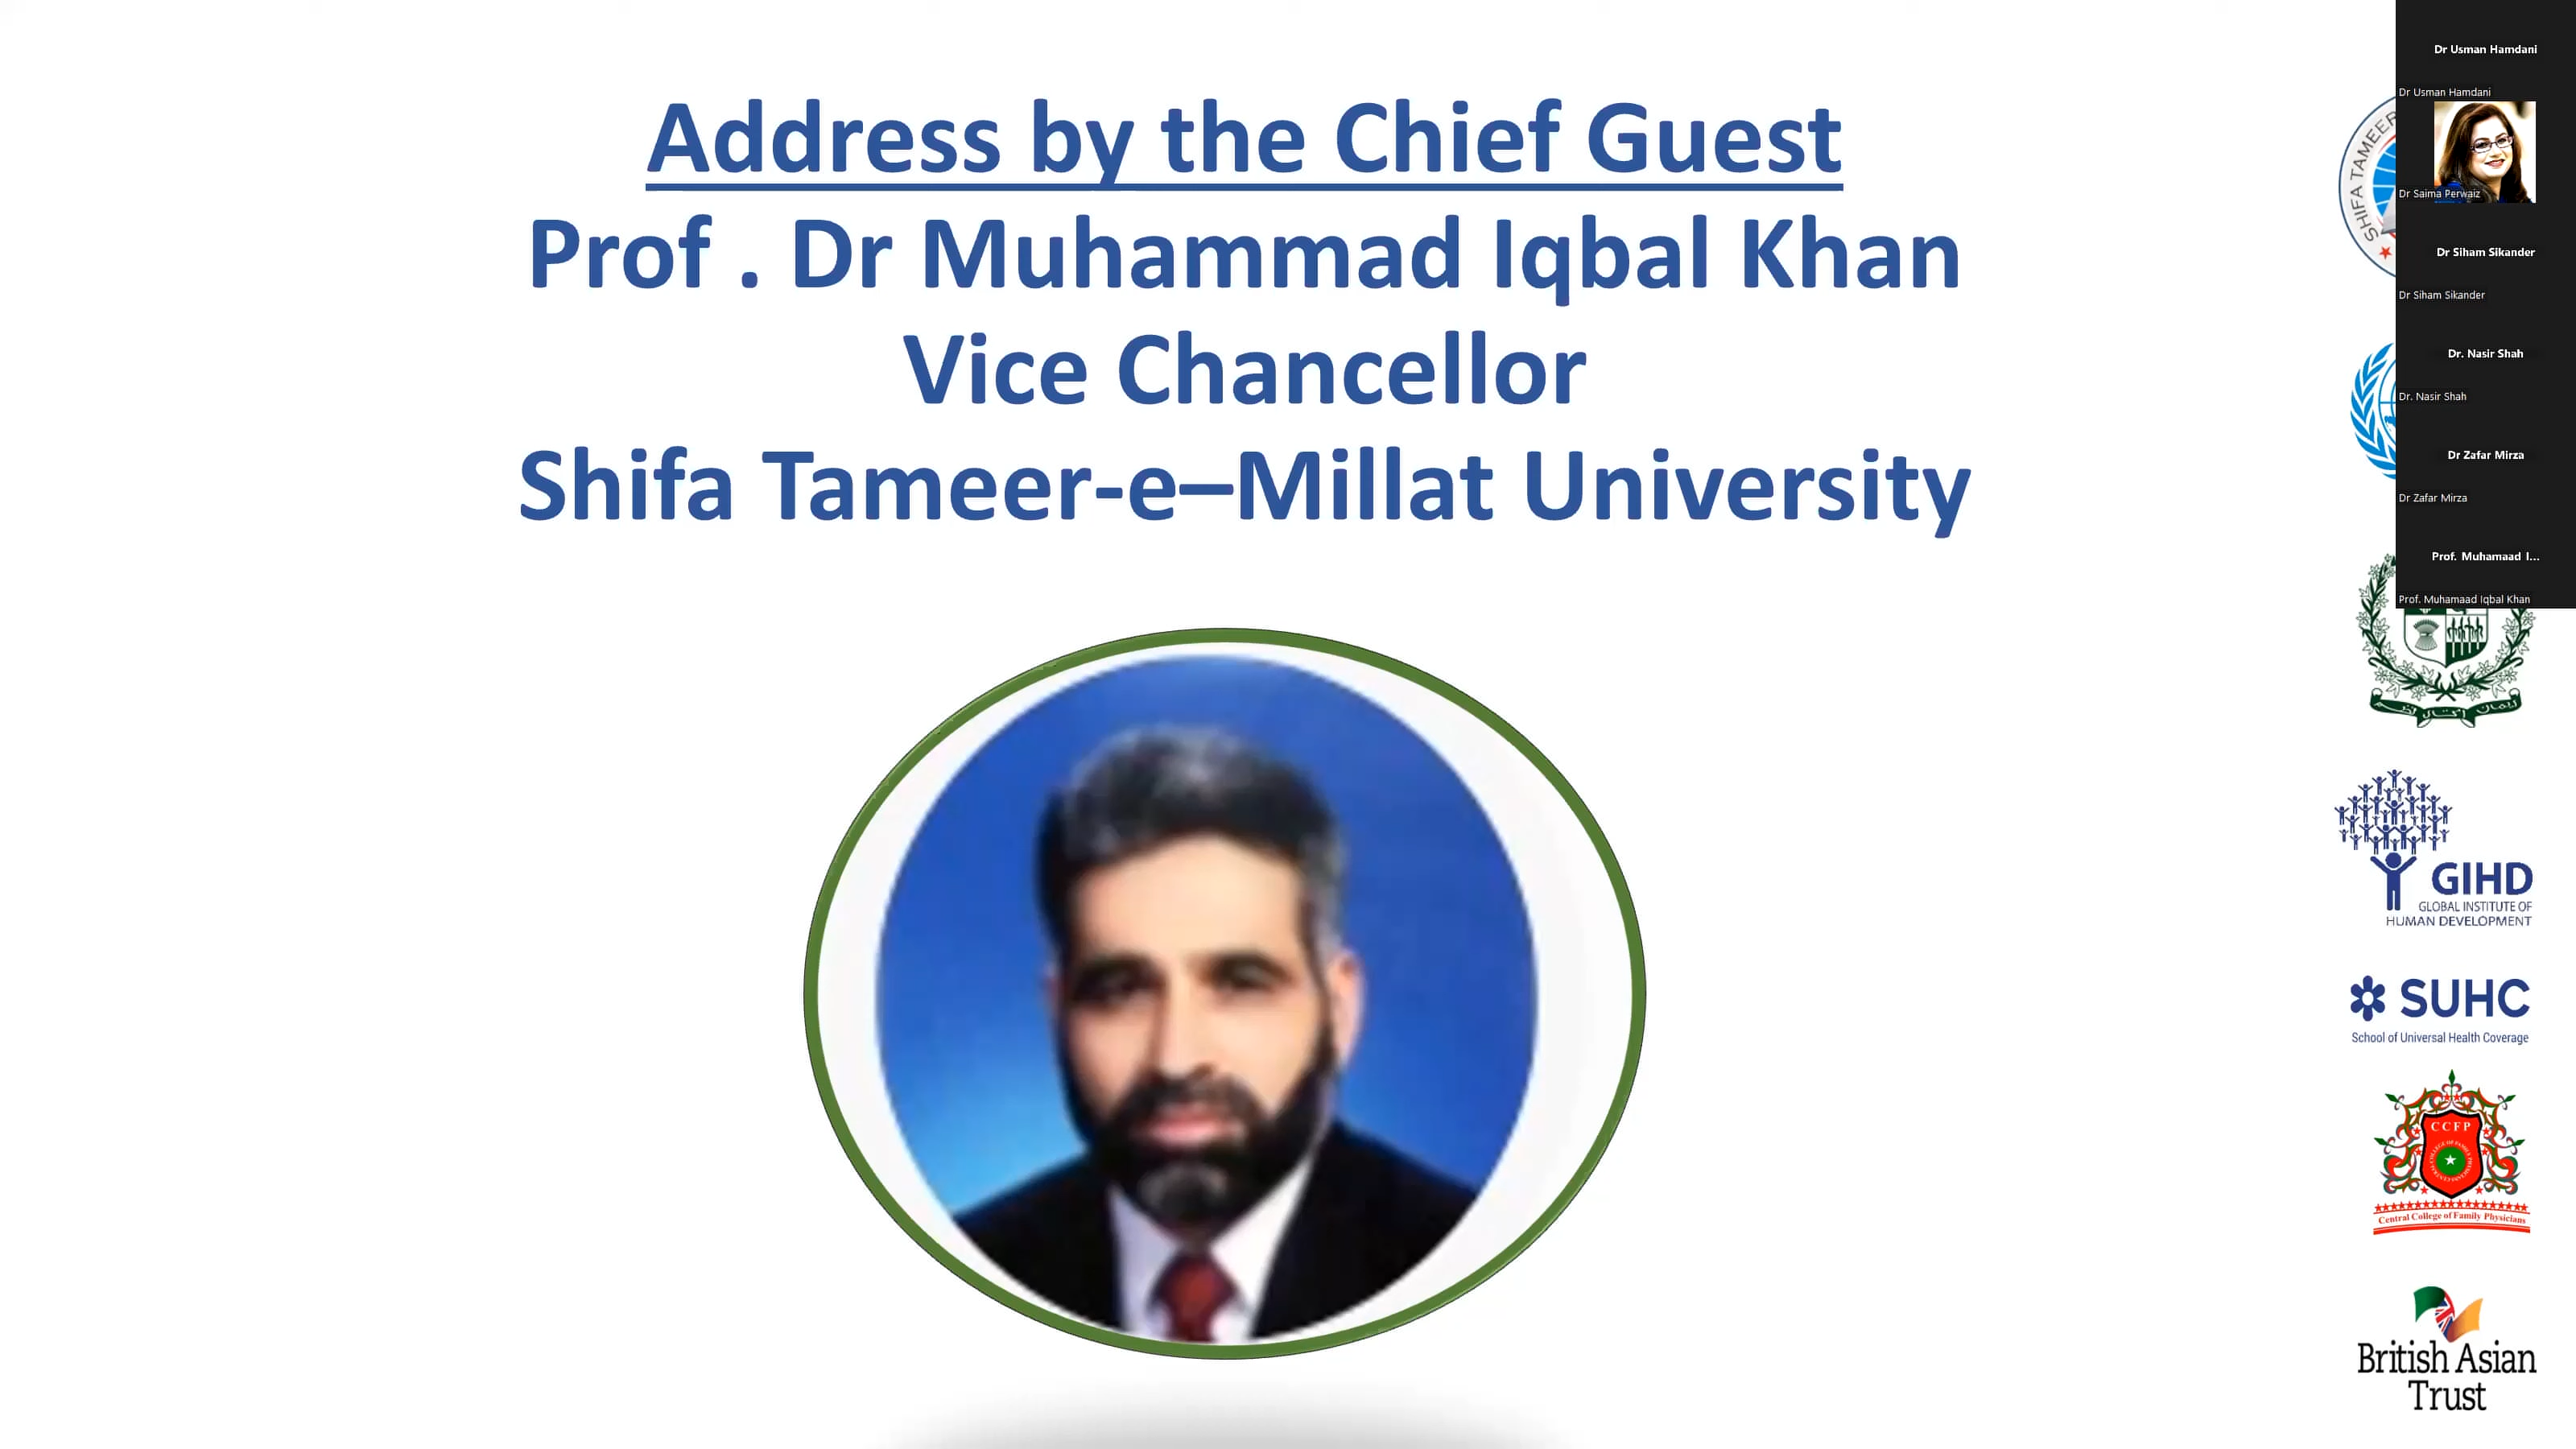 Address by the Chief Guest
Prof . Dr Muhammad Iqbal Khan
Vice Chancellor
Shifa Tameer-e–Millat University
Dr Usman Hamdani
Dr Usman Hamdani
Dr Saima Perwaiz
Dr Siham Sikander
Dr Siham Sikander
Dr. Nasir Shah
Dr. Nasir Shah
Dr Zafar Mirza
Dr Zafar Mirza
Prof. Muhamaad I...
Prof. Muhamaad Iqbal Khan
SHIFA TAMEER
GIHD
GLOBAL INSTITUTE OF
HUMAN DEVELOPMENT
SUHC
School of Universal Health Coverage
CCFP
Central College of Family Physicians
British Asian
Trust